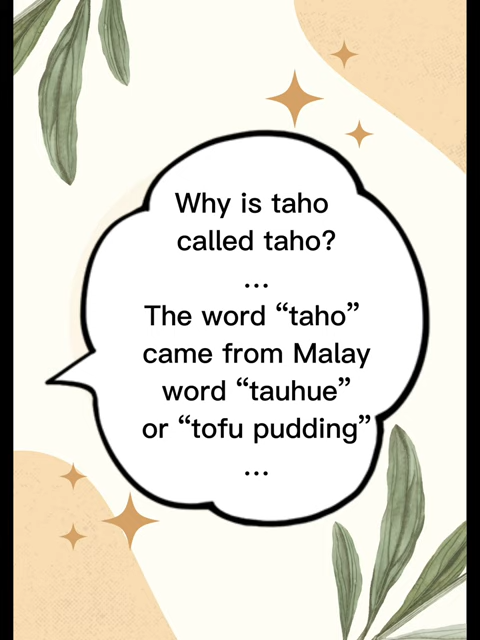 Why is taho
called taho?
...
The word “taho”
came from Malay
word “tauhue”
or “tofu pudding”
...